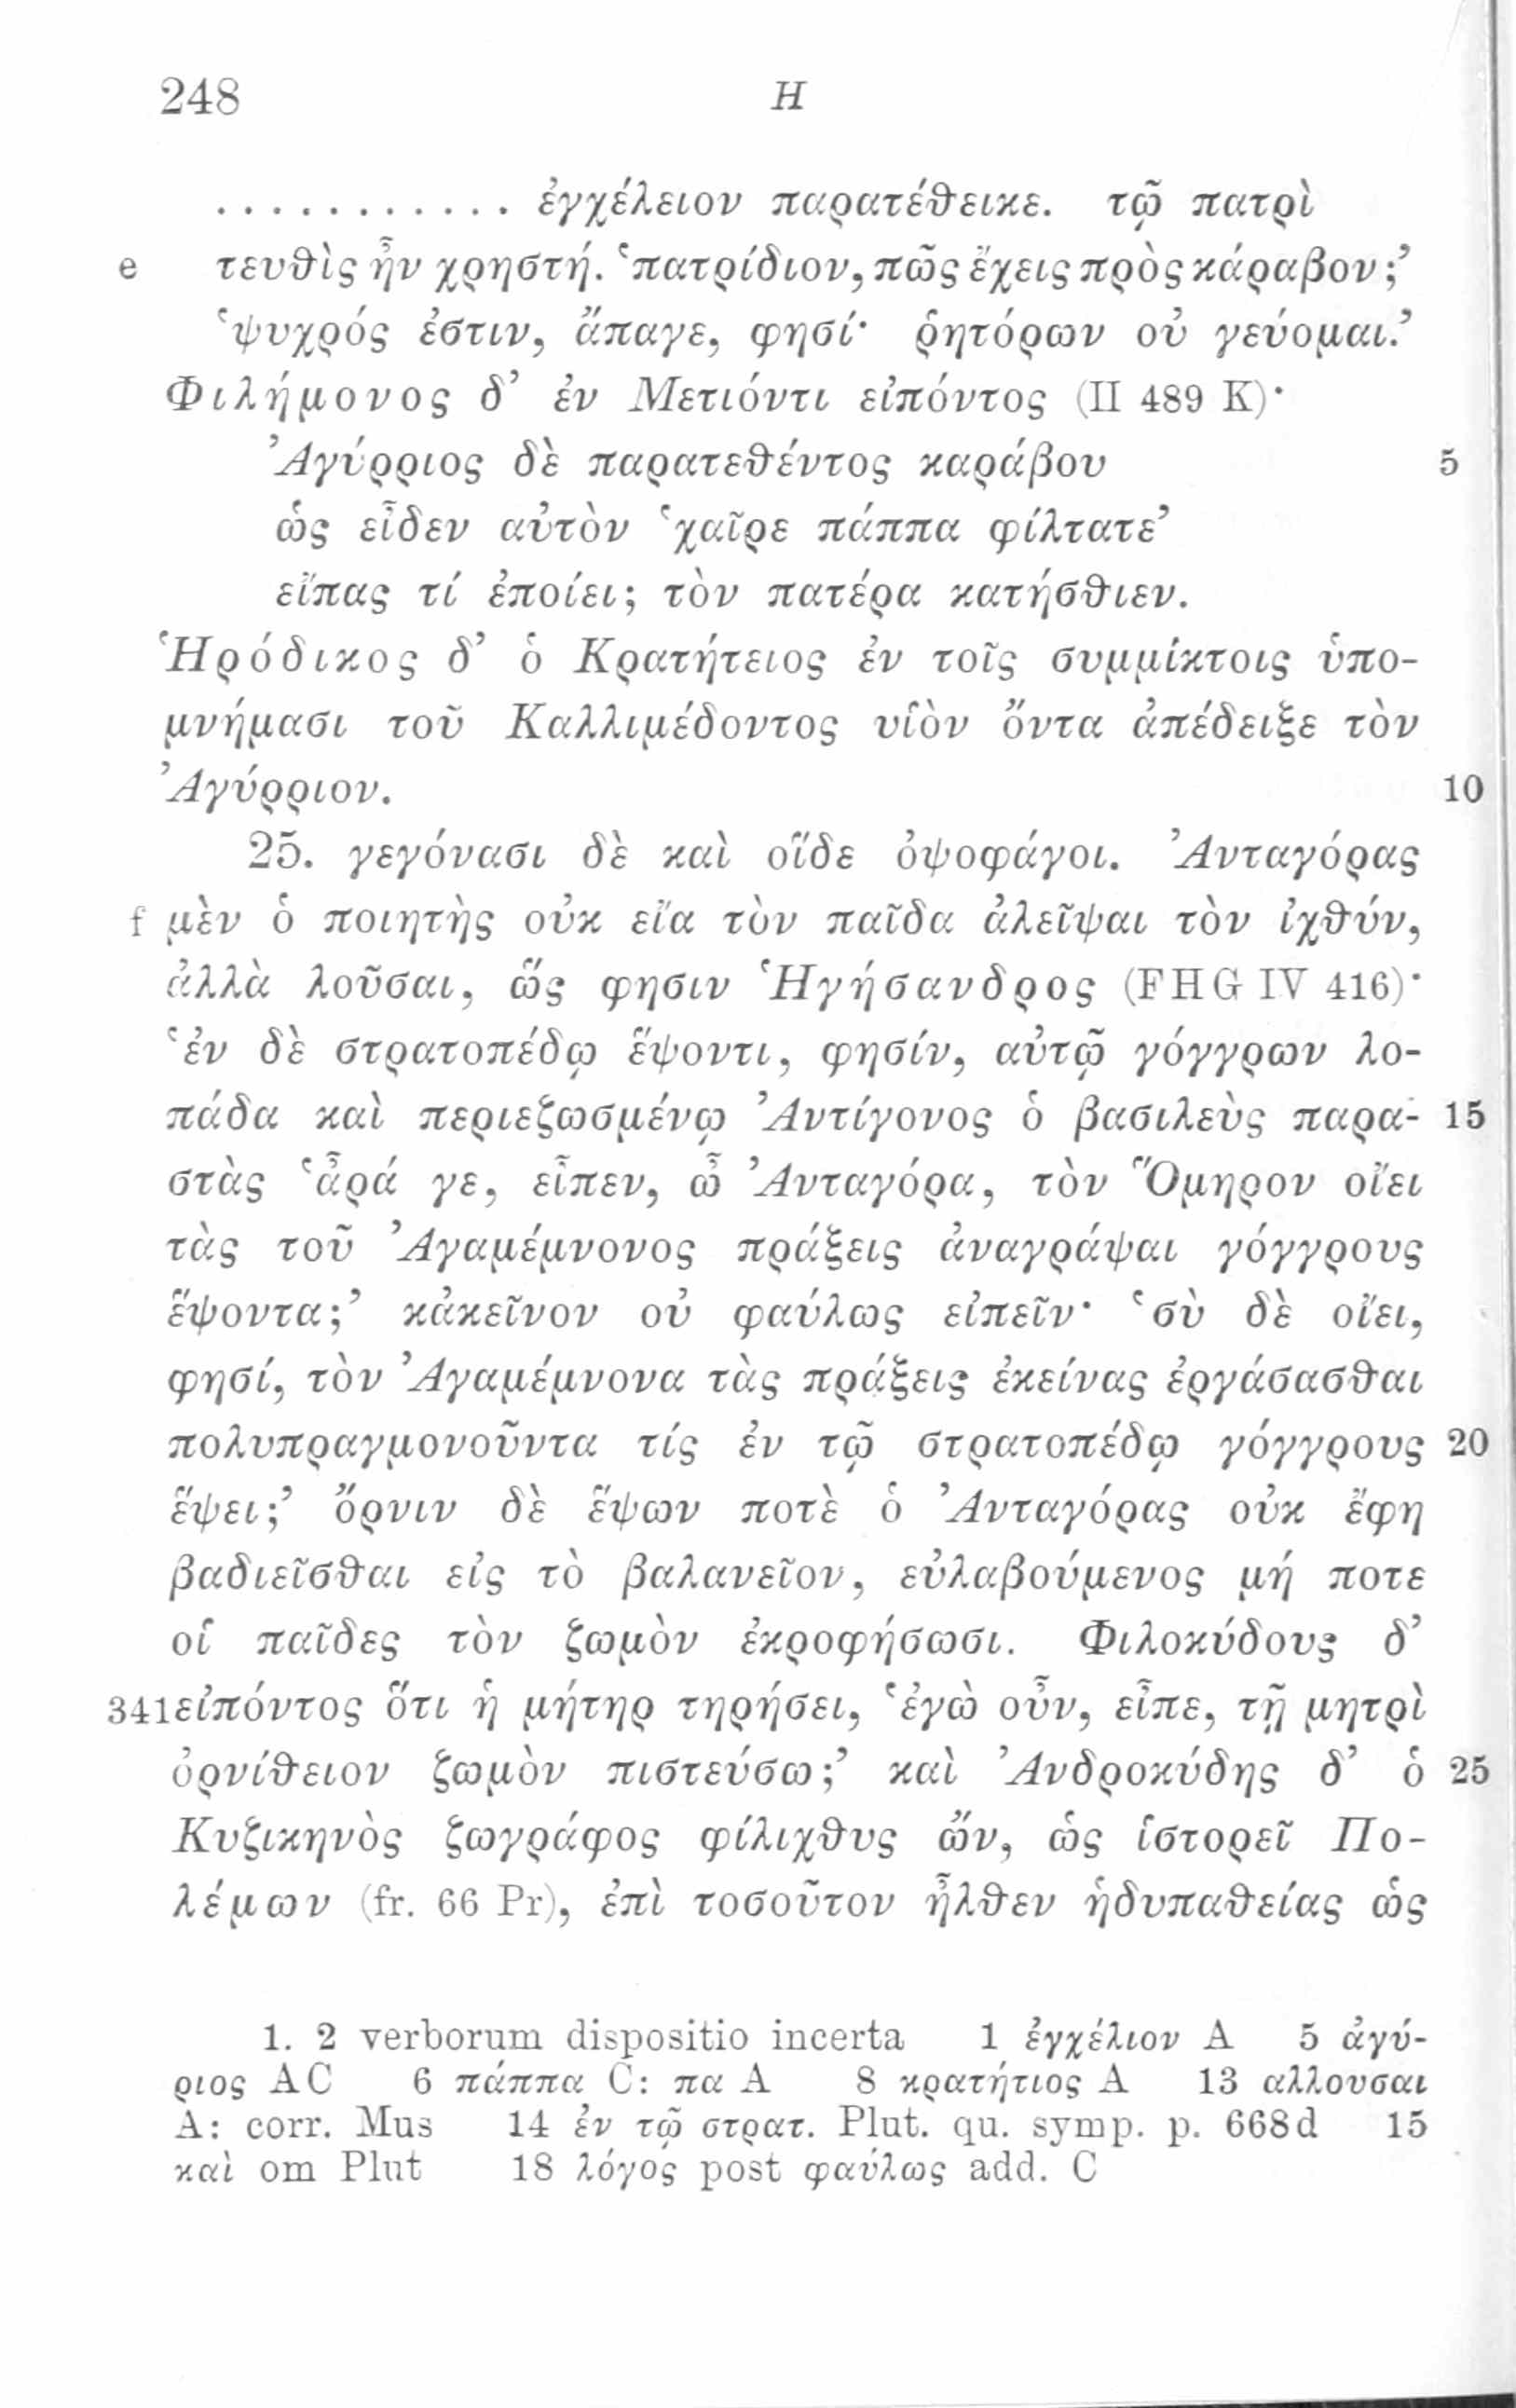 248 H
. . . . . . . . . . . ἐγχέλειον παρατέθεικε. τῷ πατρὶ
e τευθὶς ἦν χρηστή. ‘πατρίδιον, πῶς ἔχεις πρὸς κάραβον;’
‘ψυχρός ἐστιν, ἄπαγε, φησί· ῥητόρων οὐ γεύομαι.’
Φιλήμονος δ’ ἐν Μετιόντι εἰπόντος (II 489 K)·
Ἀγύρριος δὲ παρατεθέντος καράβου 5
ὡς εἶδεν αὐτὸν ‘χαῖρε πάππα φίλτατε’
εἴπας τί ἐποίει; τὸν πατέρα κατήσθιεν.
Ἡρόδικος δ’ ὁ Κρατήτειος ἐν τοῖς συμμίκτοις ὑπο-
μνήμασι τοῦ Καλλιμέδοντος υἱὸν ὄντα ἀπέδειξε τὸν
Ἀγύρριον. 10
25. γεγόνασι δὲ καὶ οἵδε ὀψοφάγοι. Ἀνταγόρας
f μὲν ὁ ποιητὴς οὐκ εἴα τὸν παῖδα ἀλεῖψαι τὸν ἰχθύν,
ἀλλὰ λοῦσαι, ὥς φησιν Ἡγήσανδρος (FHG IV 416)·
‘ἐν δὲ στρατοπέδῳ ἕψοντι, φησίν, αὐτῷ γόγγρων λο-
πάδα καὶ περιεζωσμένῳ Ἀντίγονος ὁ βασιλεὺς παρα- 15
στὰς ‘ἆρά γε, εἶπεν, ὦ Ἀνταγόρα, τὸν Ὅμηρον οἴει
τὰς τοῦ Ἀγαμέμνονος πράξεις ἀναγράψαι γόγγρους
ἕψοντα;’ κἀκεῖνον οὐ φαύλως εἰπεῖν· ‘σὺ δὲ οἴει,
φησί, τὸν Ἀγαμέμνονα τὰς πράξεις ἐκείνας ἐργάσασθαι
πολυπραγμονοῦντα τίς ἐν τῷ στρατοπέδῳ γόγγρους 20
ἕψει;’ ὄρνιν δὲ ἕψων ποτὲ ὁ Ἀνταγόρας οὐκ ἔφη
βαδιεῖσθαι εἰς τὸ βαλανεῖον, εὐλαβούμενος μή ποτε
οἱ παῖδες τὸν ζωμὸν ἐκροφήσωσι. Φιλοκύδους δ’
341 εἰπόντος ὅτι ἡ μήτηρ τηρήσει, ‘ἐγὼ οὖν, εἶπε, τῇ μητρὶ
ὀρνίθειον ζωμὸν πιστεύσω;’ καὶ Ἀνδροκύδης δ’ ὁ 25
Κυζικηνὸς ζωγράφος φίλιχθυς ὤν, ὡς ἱστορεῖ Πο-
λέμων (fr. 66 Pr), ἐπὶ τοσοῦτον ἦλθεν ἡδυπαθείας ὡς
1. 2 verborum dispositio incerta 1 ἐγχέλιον A 5 ἀγύ-
ριος AC 6 πάππα C: πα A 8 κρατήτιος A 13 αλλουσαι
A: corr. Mus 14 ἐν τῷ στρατ. Plut. qu. symp. p. 668d 15
καὶ om Plut 18 λόγος post φαύλως add. C